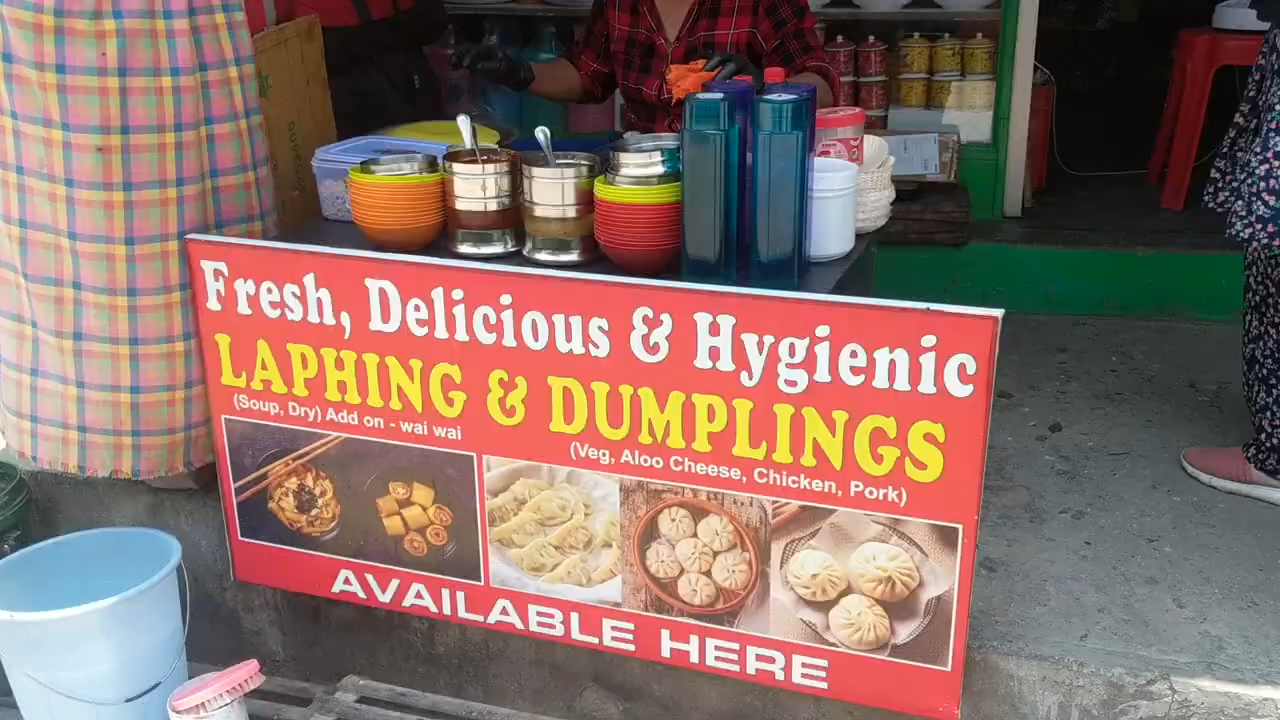 Fresh, Delicious & Hygienic
LAPHING & DUMPLINGS
(Soup, Dry) Add on - wai wai
(Veg, Aloo Cheese, Chicken, Pork)
AVAILABLE HERE